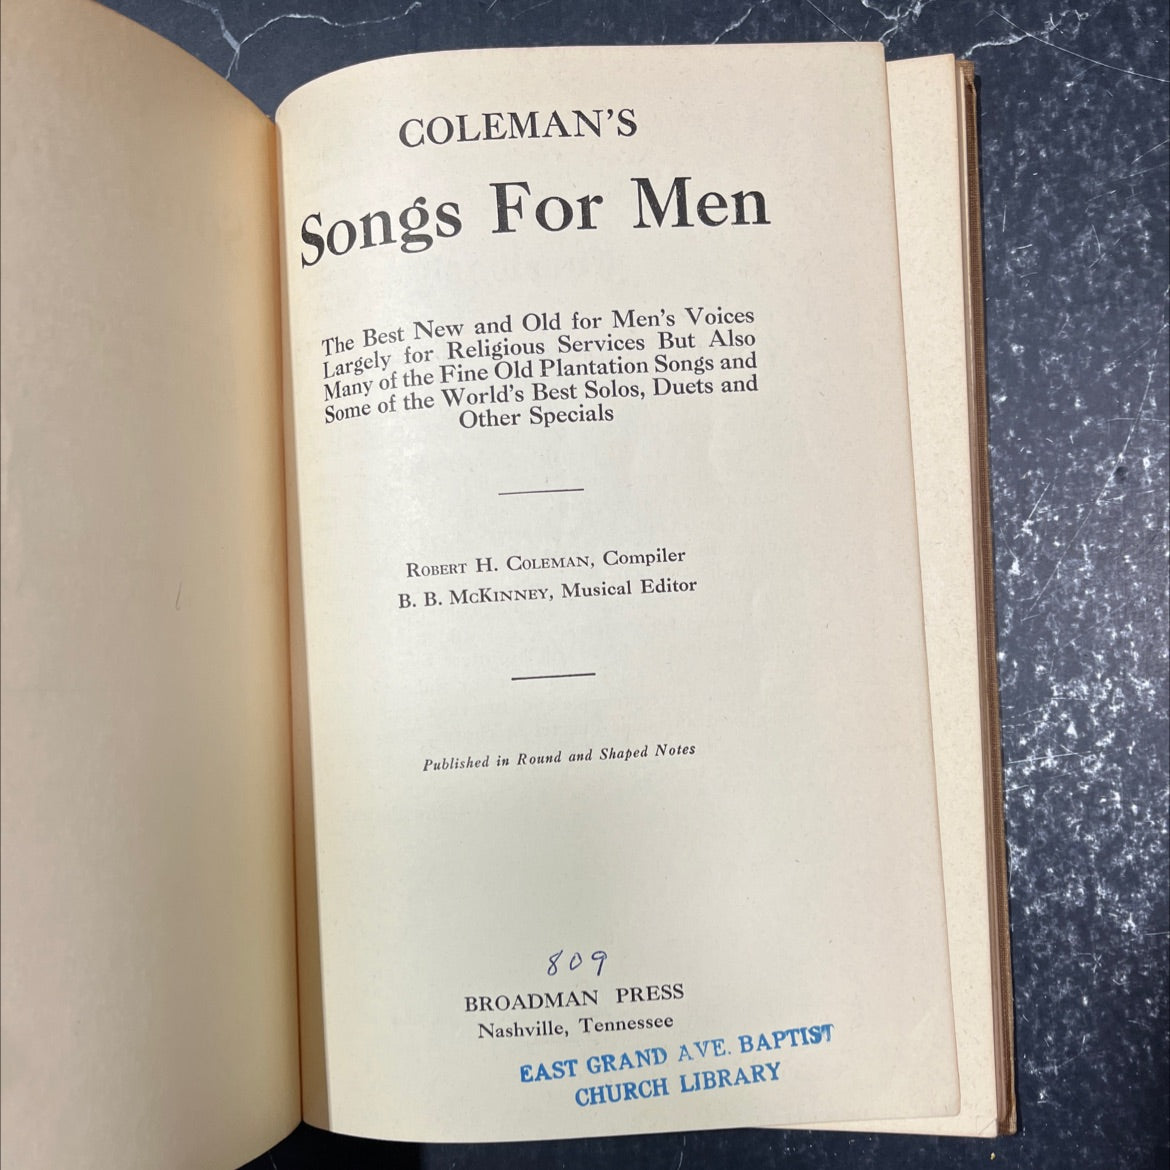 COLEMAN'S
Songs For Men
The Best New and Old for Men's Voices
Largely for Religious Services But Also
Many of the Fine Old Plantation Songs and
Some of the World's Best Solos, Duets and
Other Specials
ROBERT H. COLEMAN, Compiler
B. B. MCKINNEY, Musical Editor
Published in Round and Shaped Notes
809
BROADMAN PRESS
Nashville, Tennessee
EAST GRAND AVE. BAPTIST
CHURCH LIBRARY